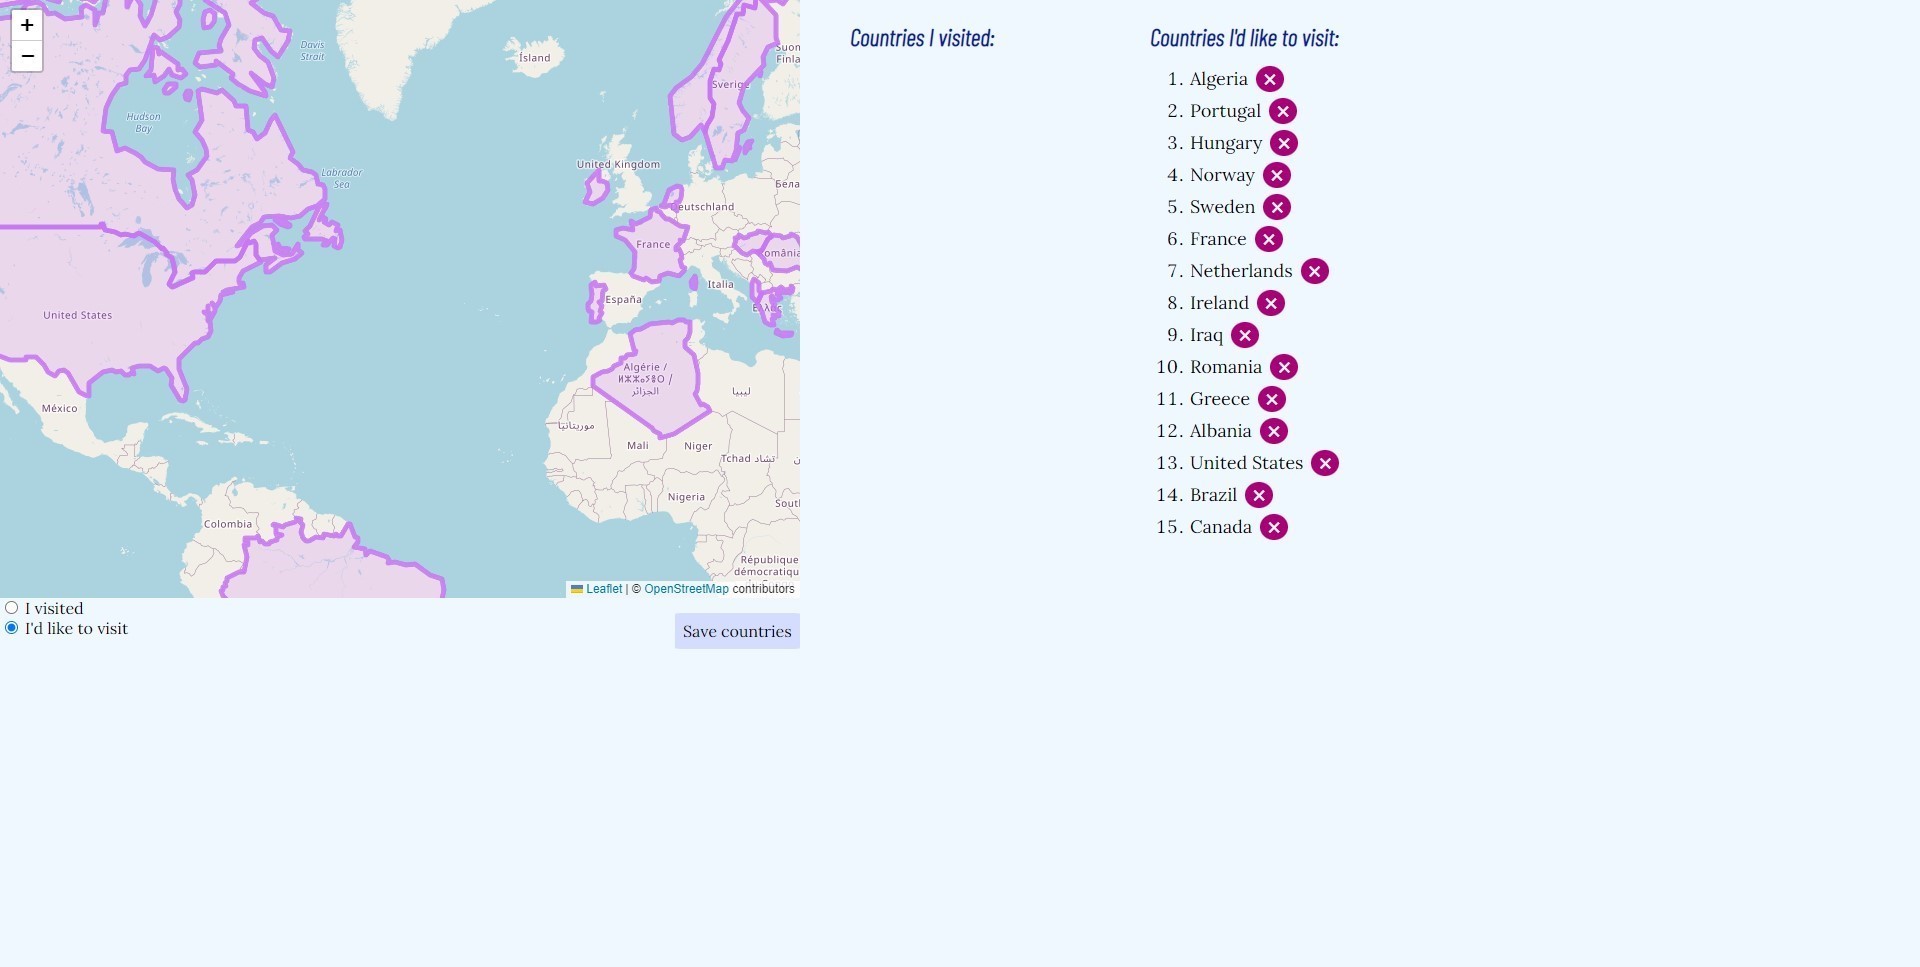 +
−
Davis
Strait
Ísland
Suom
Finla
Sverige
Hudson
Bay
United Kingdom
Labrador
Sea
Бела
Deutschland
France
omânia
Italia
España
United States
Algérie /
ⵍⵣⵣⴰⵢⴻⵔ /
الجزائر
ليبيا
México
موريتانيا
Mali
Niger
Tchad تشاد
Nigeria
South
Colombia
République
démocratiqu
Leaflet | © OpenStreetMap contributors
I visited
I'd like to visit
Save countries
Countries I visited:
Countries I'd like to visit:
1. Algeria
2. Portugal
3. Hungary
4. Norway
5. Sweden
6. France
7. Netherlands
8. Ireland
9. Iraq
10. Romania
11. Greece
12. Albania
13. United States
14. Brazil
15. Canada